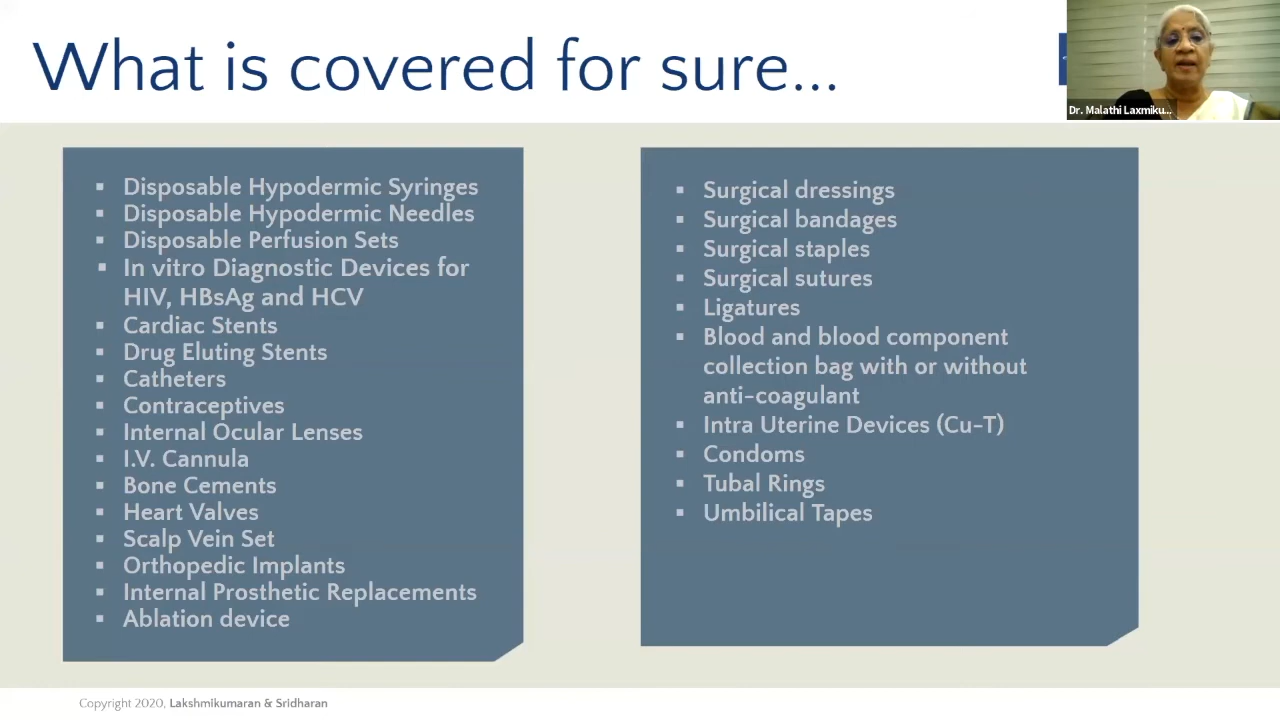 What is covered for sure...
Dr. Malathi Laxmiku...
▪ Disposable Hypodermic Syringes
▪ Disposable Hypodermic Needles
▪ Disposable Perfusion Sets
▪ In vitro Diagnostic Devices for
HIV, HBsAg and HCV
▪ Cardiac Stents
▪ Drug Eluting Stents
▪ Catheters
▪ Contraceptives
▪ Internal Ocular Lenses
▪ I.V. Cannula
▪ Bone Cements
▪ Heart Valves
▪ Scalp Vein Set
▪ Orthopedic Implants
▪ Internal Prosthetic Replacements
▪ Ablation device
▪ Surgical dressings
▪ Surgical bandages
▪ Surgical staples
▪ Surgical sutures
▪ Ligatures
▪ Blood and blood component
collection bag with or without
anti-coagulant
▪ Intra Uterine Devices (Cu-T)
▪ Condoms
▪ Tubal Rings
▪ Umbilical Tapes
Copyright 2020, Lakshmikumaran & Sridharan